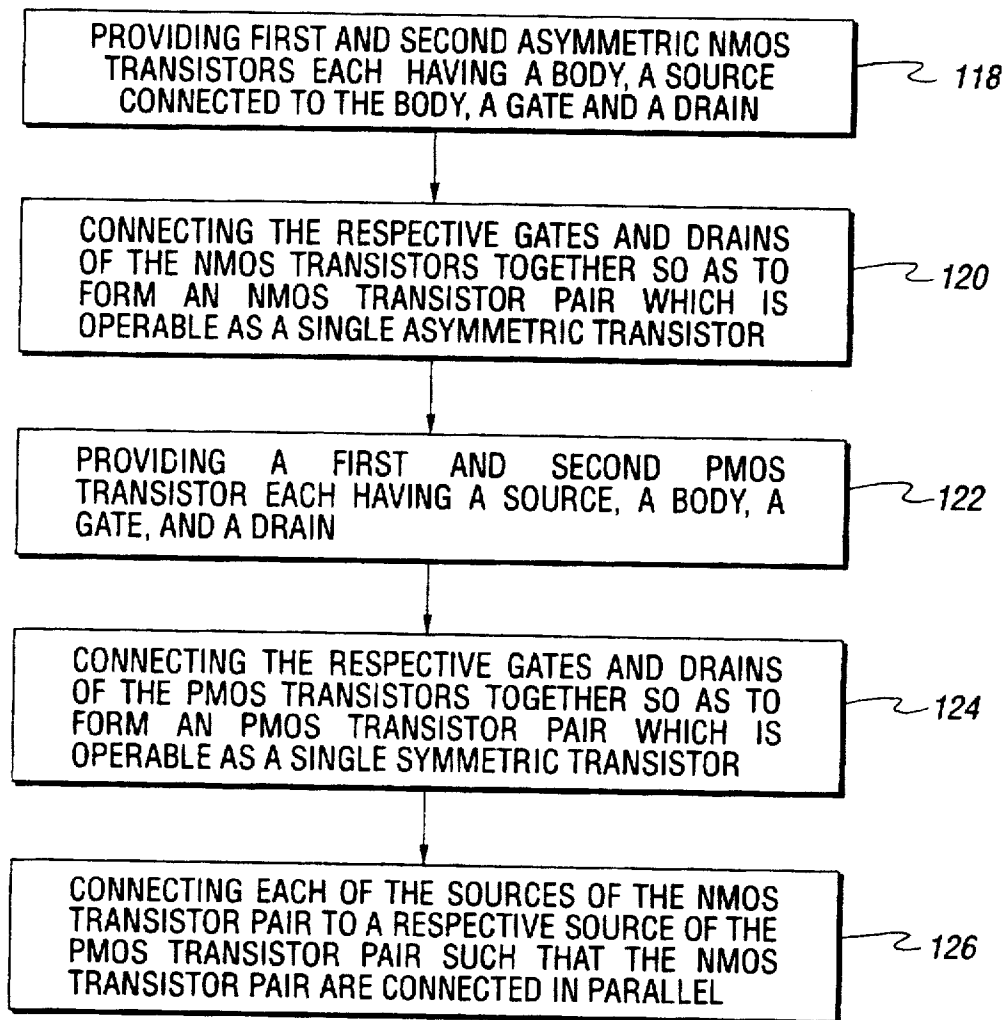 PROVIDING FIRST AND SECOND ASYMMETRIC NMOS
TRANSISTORS EACH HAVING A BODY, A SOURCE
CONNECTED TO THE BODY, A GATE AND A DRAIN
118
CONNECTING THE RESPECTIVE GATES AND DRAINS
OF THE NMOS TRANSISTORS TOGETHER SO AS TO
FORM AN NMOS TRANSISTOR PAIR WHICH IS
OPERABLE AS A SINGLE ASYMMETRIC TRANSISTOR
120
PROVIDING A FIRST AND SECOND PMOS
TRANSISTOR EACH HAVING A SOURCE, A BODY, A
GATE, AND A DRAIN
122
CONNECTING THE RESPECTIVE GATES AND DRAINS
OF THE PMOS TRANSISTORS TOGETHER SO AS TO
FORM AN PMOS TRANSISTOR PAIR WHICH IS
OPERABLE AS A SINGLE SYMMETRIC TRANSISTOR
124
CONNECTING EACH OF THE SOURCES OF THE NMOS
TRANSISTOR PAIR TO A RESPECTIVE SOURCE OF THE
PMOS TRANSISTOR PAIR SUCH THAT THE NMOS
TRANSISTOR PAIR ARE CONNECTED IN PARALLEL
126